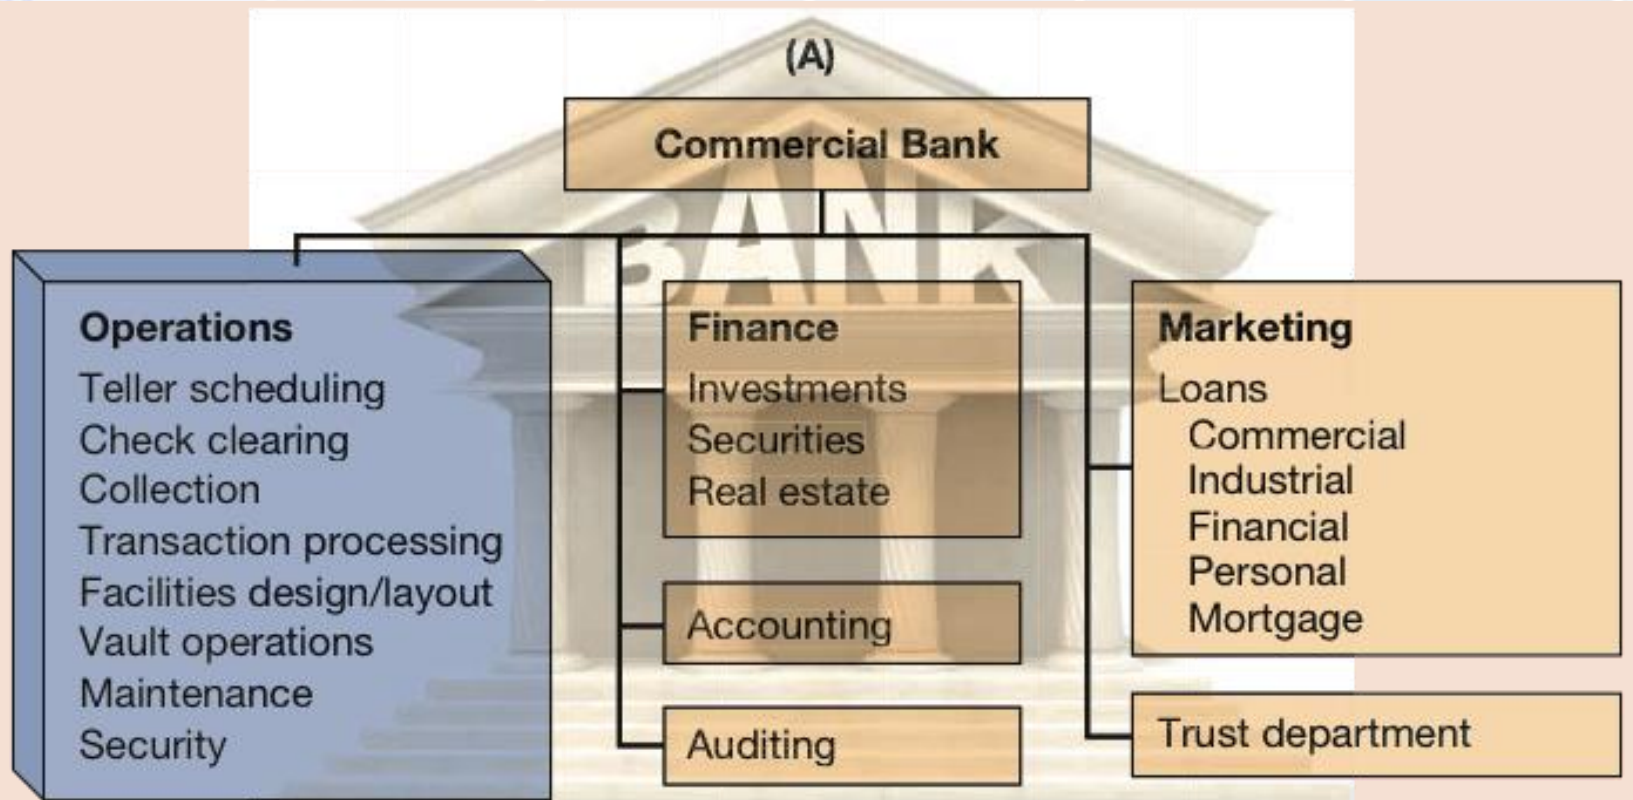 (A)
Commercial Bank
BANK
Operations
Teller scheduling
Check clearing
Collection
Transaction processing
Facilities design/layout
Vault operations
Maintenance
Security
Finance
Investments
Securities
Real estate
Accounting
Auditing
Marketing
Loans
Commercial
Industrial
Financial
Personal
Mortgage
Trust department